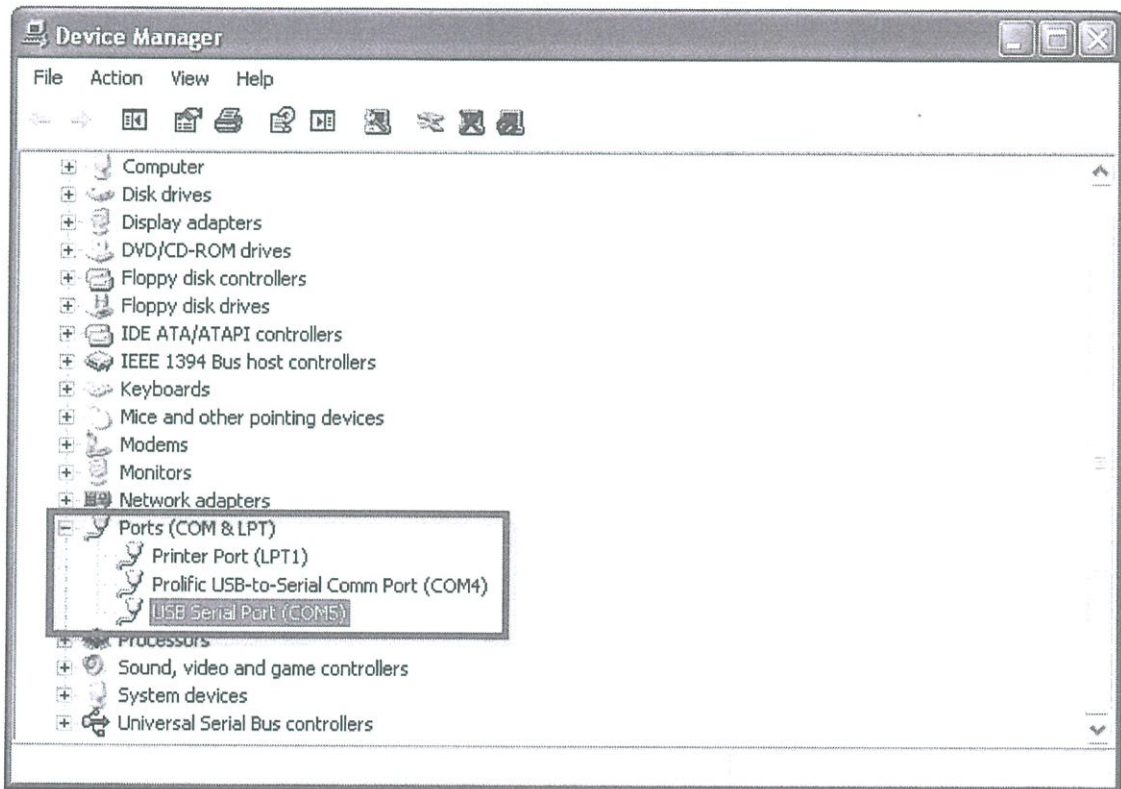 Device Manager
File Action View Help
Computer
Disk drives
Display adapters
DVD/CD-ROM drives
Floppy disk controllers
Floppy disk drives
IDE ATA/ATAPI controllers
IEEE 1394 Bus host controllers
Keyboards
Mice and other pointing devices
Modems
Monitors
Network adapters
Ports (COM & LPT)
Printer Port (LPT1)
Prolific USB-to-Serial Comm Port (COM4)
USB Serial Port (COM5)
Processors
Sound, video and game controllers
System devices
Universal Serial Bus controllers